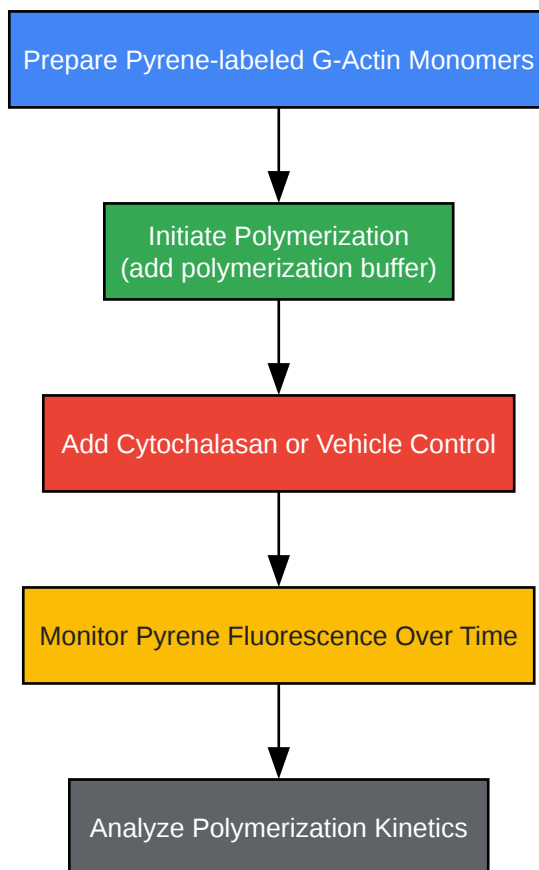 Prepare Pyrene-labeled G-Actin Monomers
Initiate Polymerization
(add polymerization buffer)
Add Cytochalasan or Vehicle Control
Monitor Pyrene Fluorescence Over Time
Analyze Polymerization Kinetics